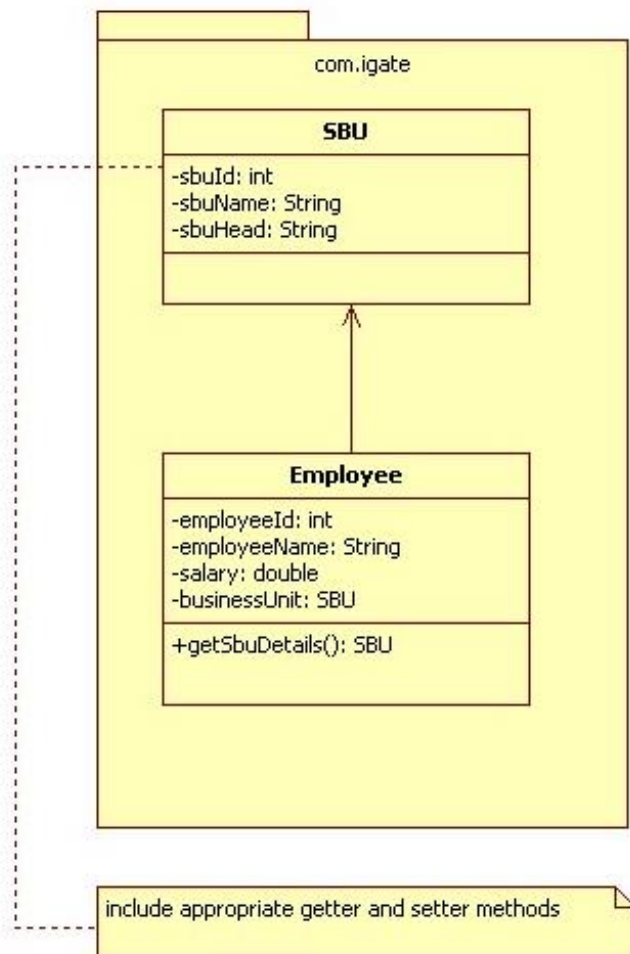 com.igate
SBU
-sbuId: int
-sbuName: String
-sbuHead: String
Employee
-employeeId: int
-employeeName: String
-salary: double
-businessUnit: SBU
+getSbuDetails(): SBU
include appropriate getter and setter methods